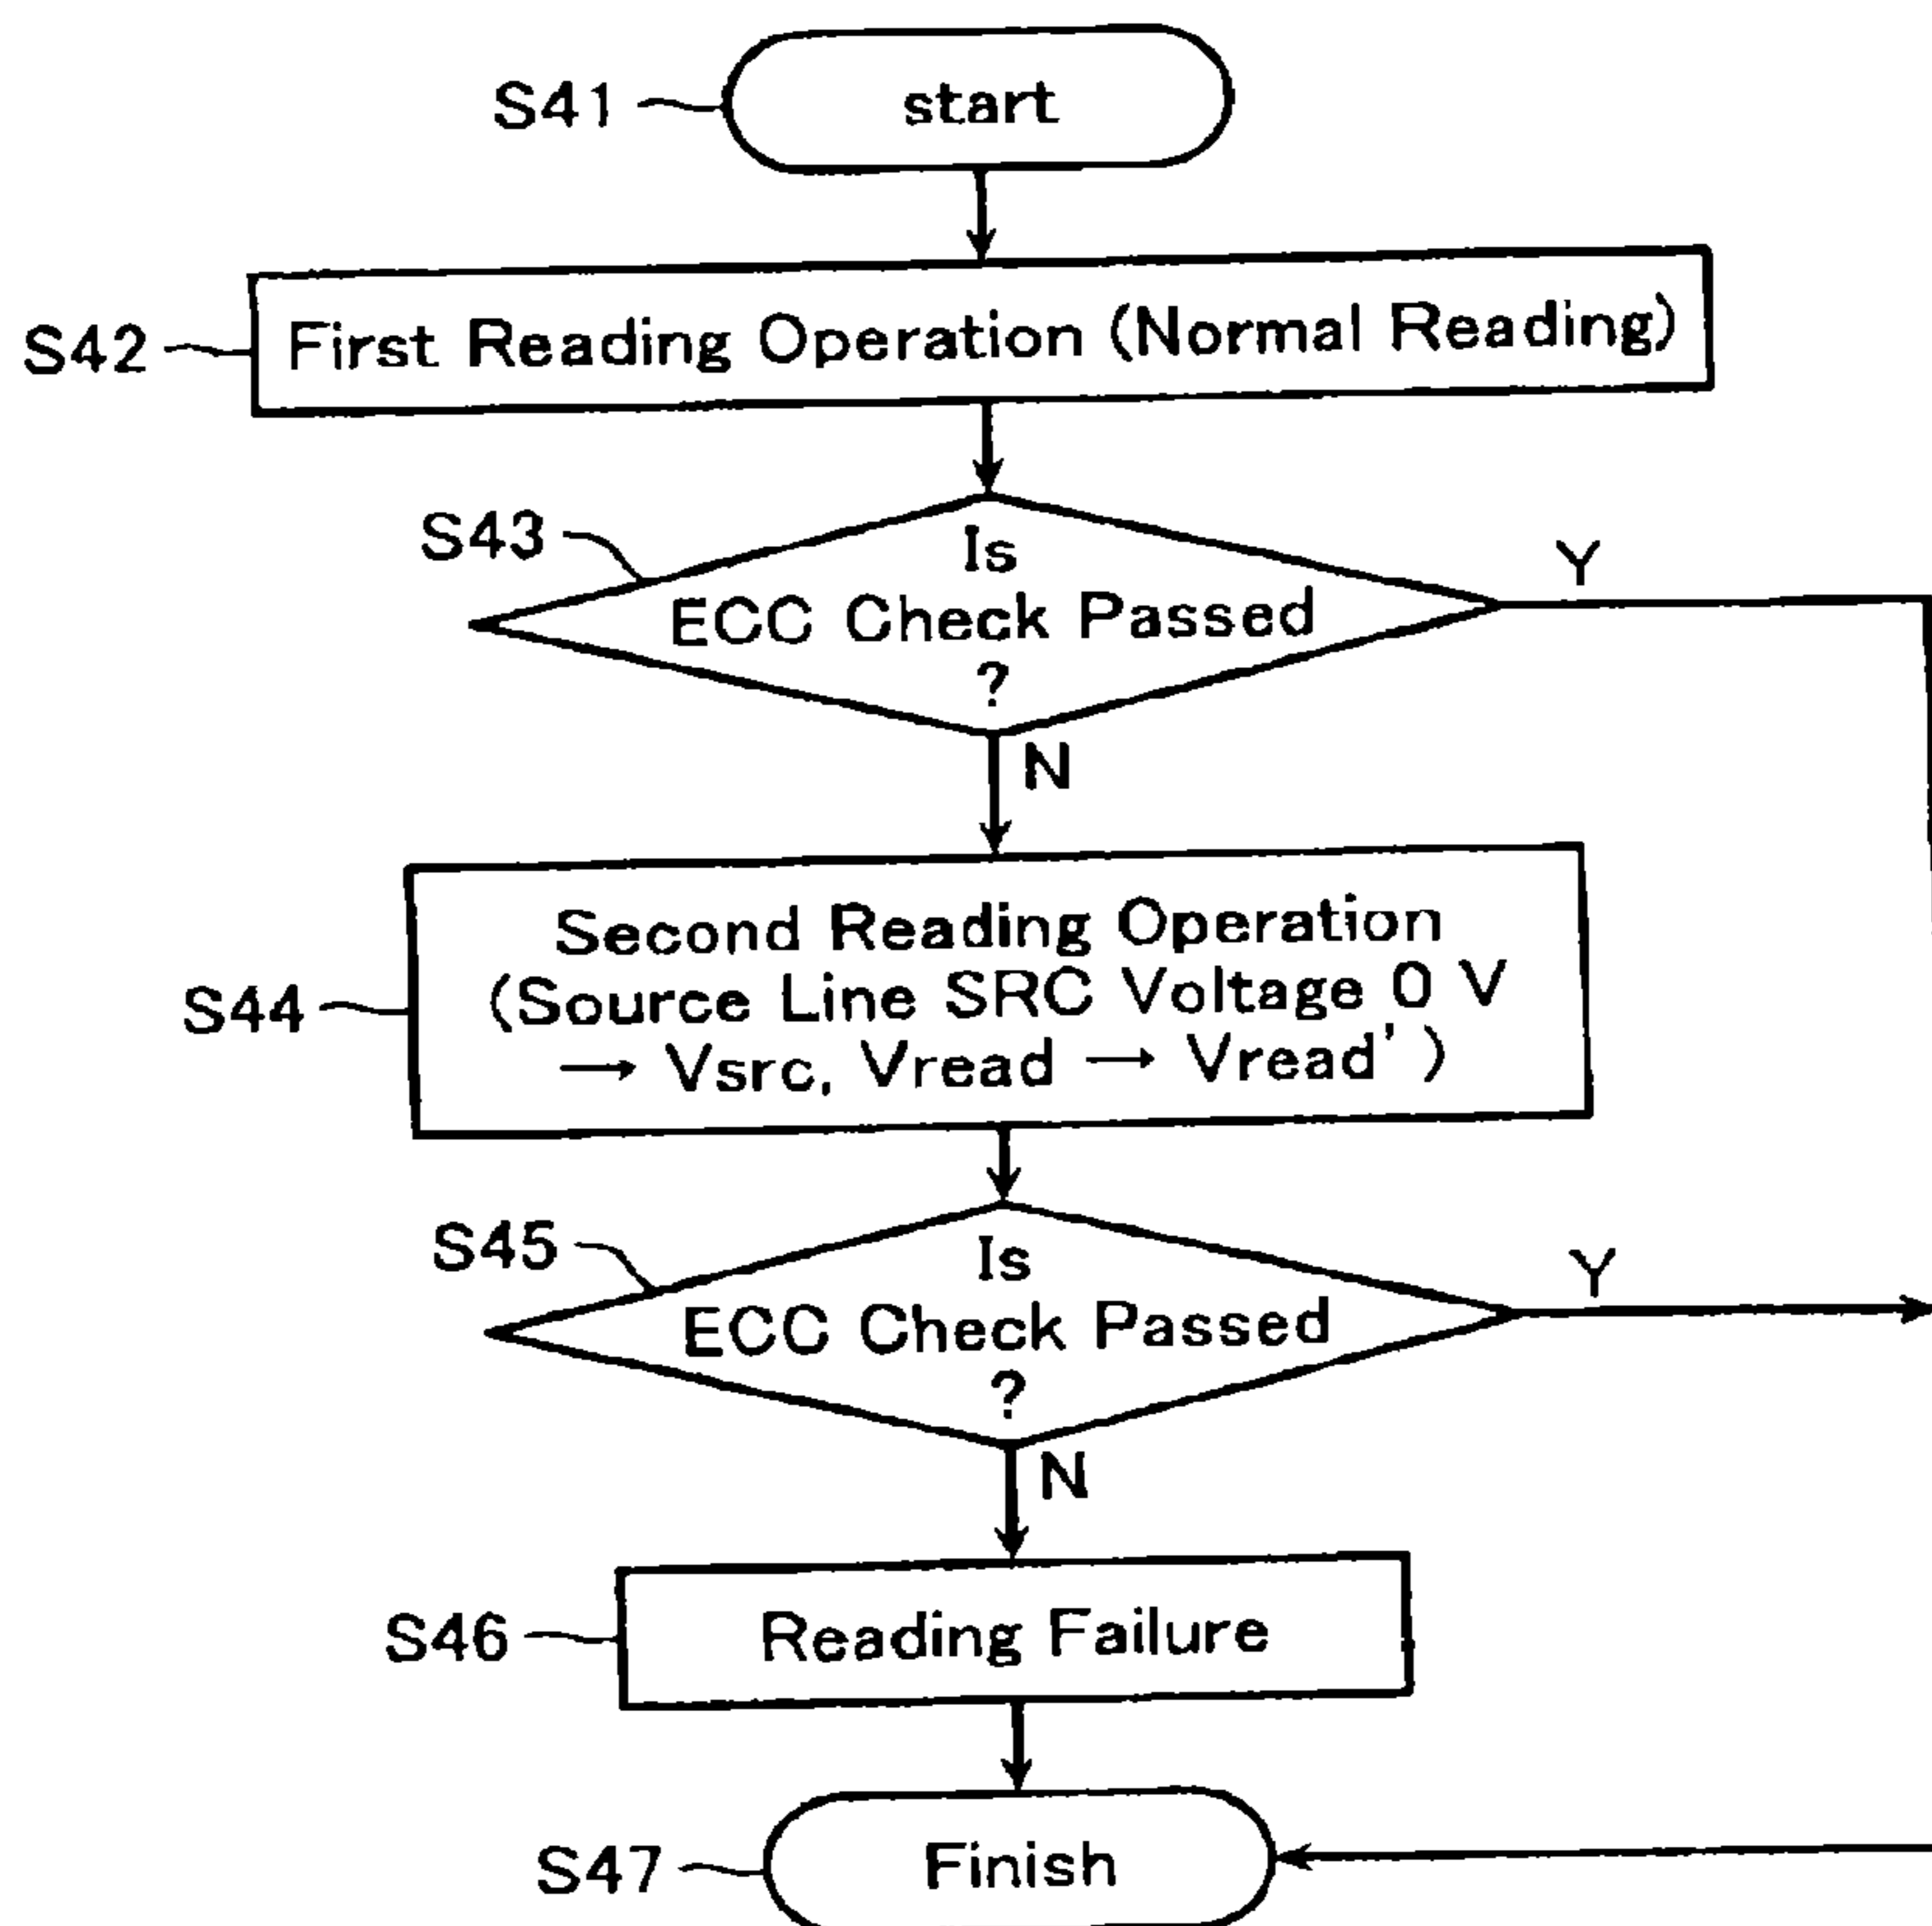 S41
start
S42
First Reading Operation (Normal Reading)
S43
Is
ECC Check Passed
?
Y
N
S44
Second Reading Operation
(Source Line SRC Voltage 0 V
→ Vsrc, Vread → Vread')
S45
Is
ECC Check Passed
?
Y
N
S46
Reading Failure
S47
Finish